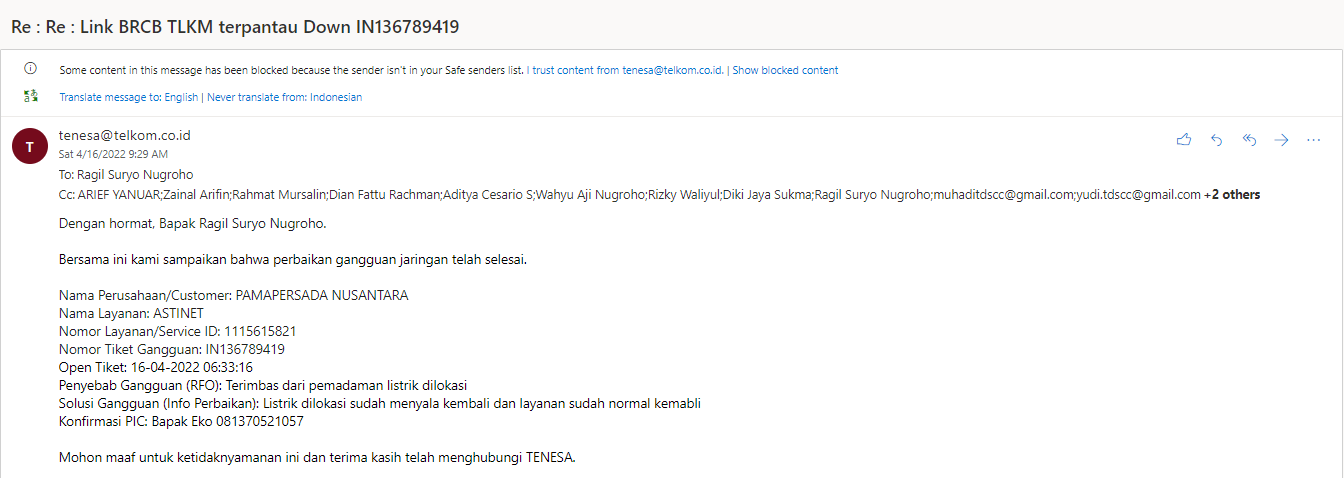 Re : Re : Link BRCB TLKM terpantau Down IN136789419
Some content in this message has been blocked because the sender isn't in your Safe senders list. I trust content from tenesa@telkom.co.id. | Show blocked content
Translate message to: English | Never translate from: Indonesian
T
tenesa@telkom.co.id
Sat 4/16/2022 9:29 AM
To: Ragil Suryo Nugroho
Cc: ARIEF YANUAR;Zainal Arifin;Rahmat Mursalin;Dian Fattu Rachman;Aditya Cesario S;Wahyu Aji Nugroho;Rizky Waliyul;Diki Jaya Sukma;Ragil Suryo Nugroho;muhaditdscc@gmail.com;yudi.tdscc@gmail.com +2 others
Dengan hormat, Bapak Ragil Suryo Nugroho.
Bersama ini kami sampaikan bahwa perbaikan gangguan jaringan telah selesai.
Nama Perusahaan/Customer: PAMAPERSADA NUSANTARA
Nama Layanan: ASTINET
Nomor Layanan/Service ID: 1115615821
Nomor Tiket Gangguan: IN136789419
Open Tiket: 16-04-2022 06:33:16
Penyebab Gangguan (RFO): Terimbas dari pemadaman listrik dilokasi
Solusi Gangguan (Info Perbaikan): Listrik dilokasi sudah menyala kembali dan layanan sudah normal kemabli
Konfirmasi PIC: Bapak Eko 081370521057
Mohon maaf untuk ketidaknyamanan ini dan terima kasih telah menghubungi TENESA.